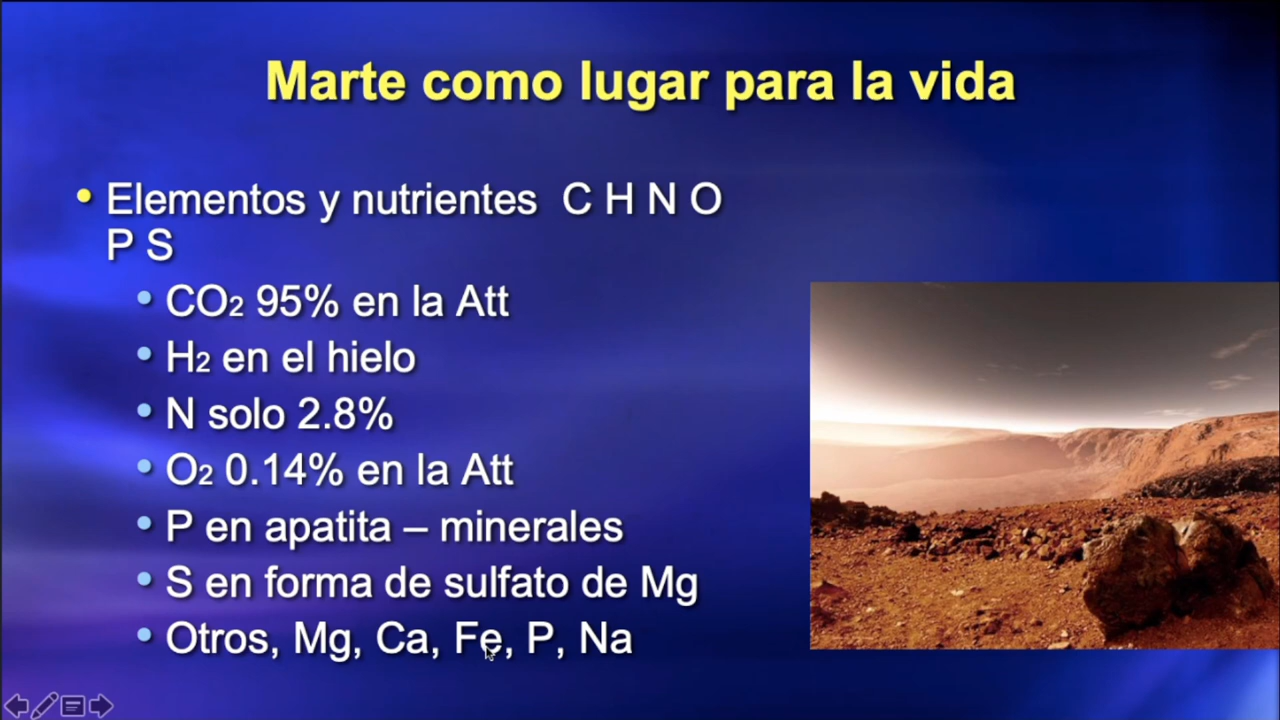 Marte como lugar para la vida
• Elementos y nutrientes C H N O
P S
• CO2 95% en la Att
• H2 en el hielo
• N solo 2.8%
• O2 0.14% en la Att
• P en apatita – minerales
• S en forma de sulfato de Mg
• Otros, Mg, Ca, Fe, P, Na